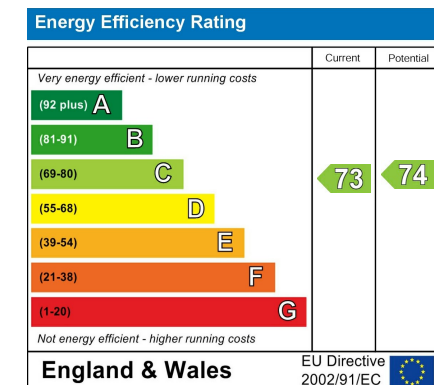 Energy Efficiency Rating
Current Potential
Very energy efficient - lower running costs
(92 plus) A
(81-91) B
(69-80) C
73 74
(55-68) D
(39-54) E
(21-38) F
(1-20) G
Not energy efficient - higher running costs
England & Wales
EU Directive
2002/91/EC